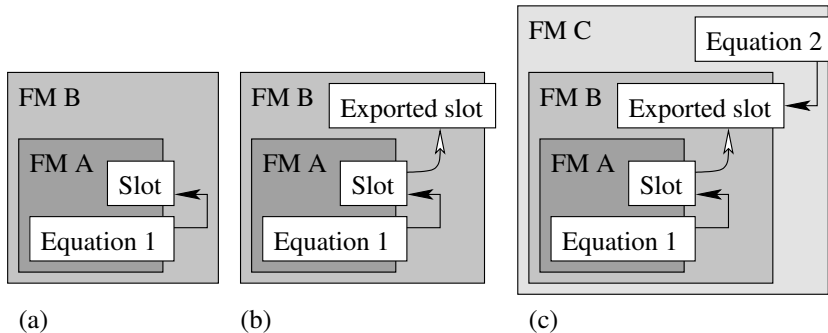 FM B
FM A
Slot
Equation 1
(a)
FM B
Exported slot
FM A
Slot
Equation 1
(b)
FM C
Equation 2
FM B
Exported slot
FM A
Slot
Equation 1
(c)